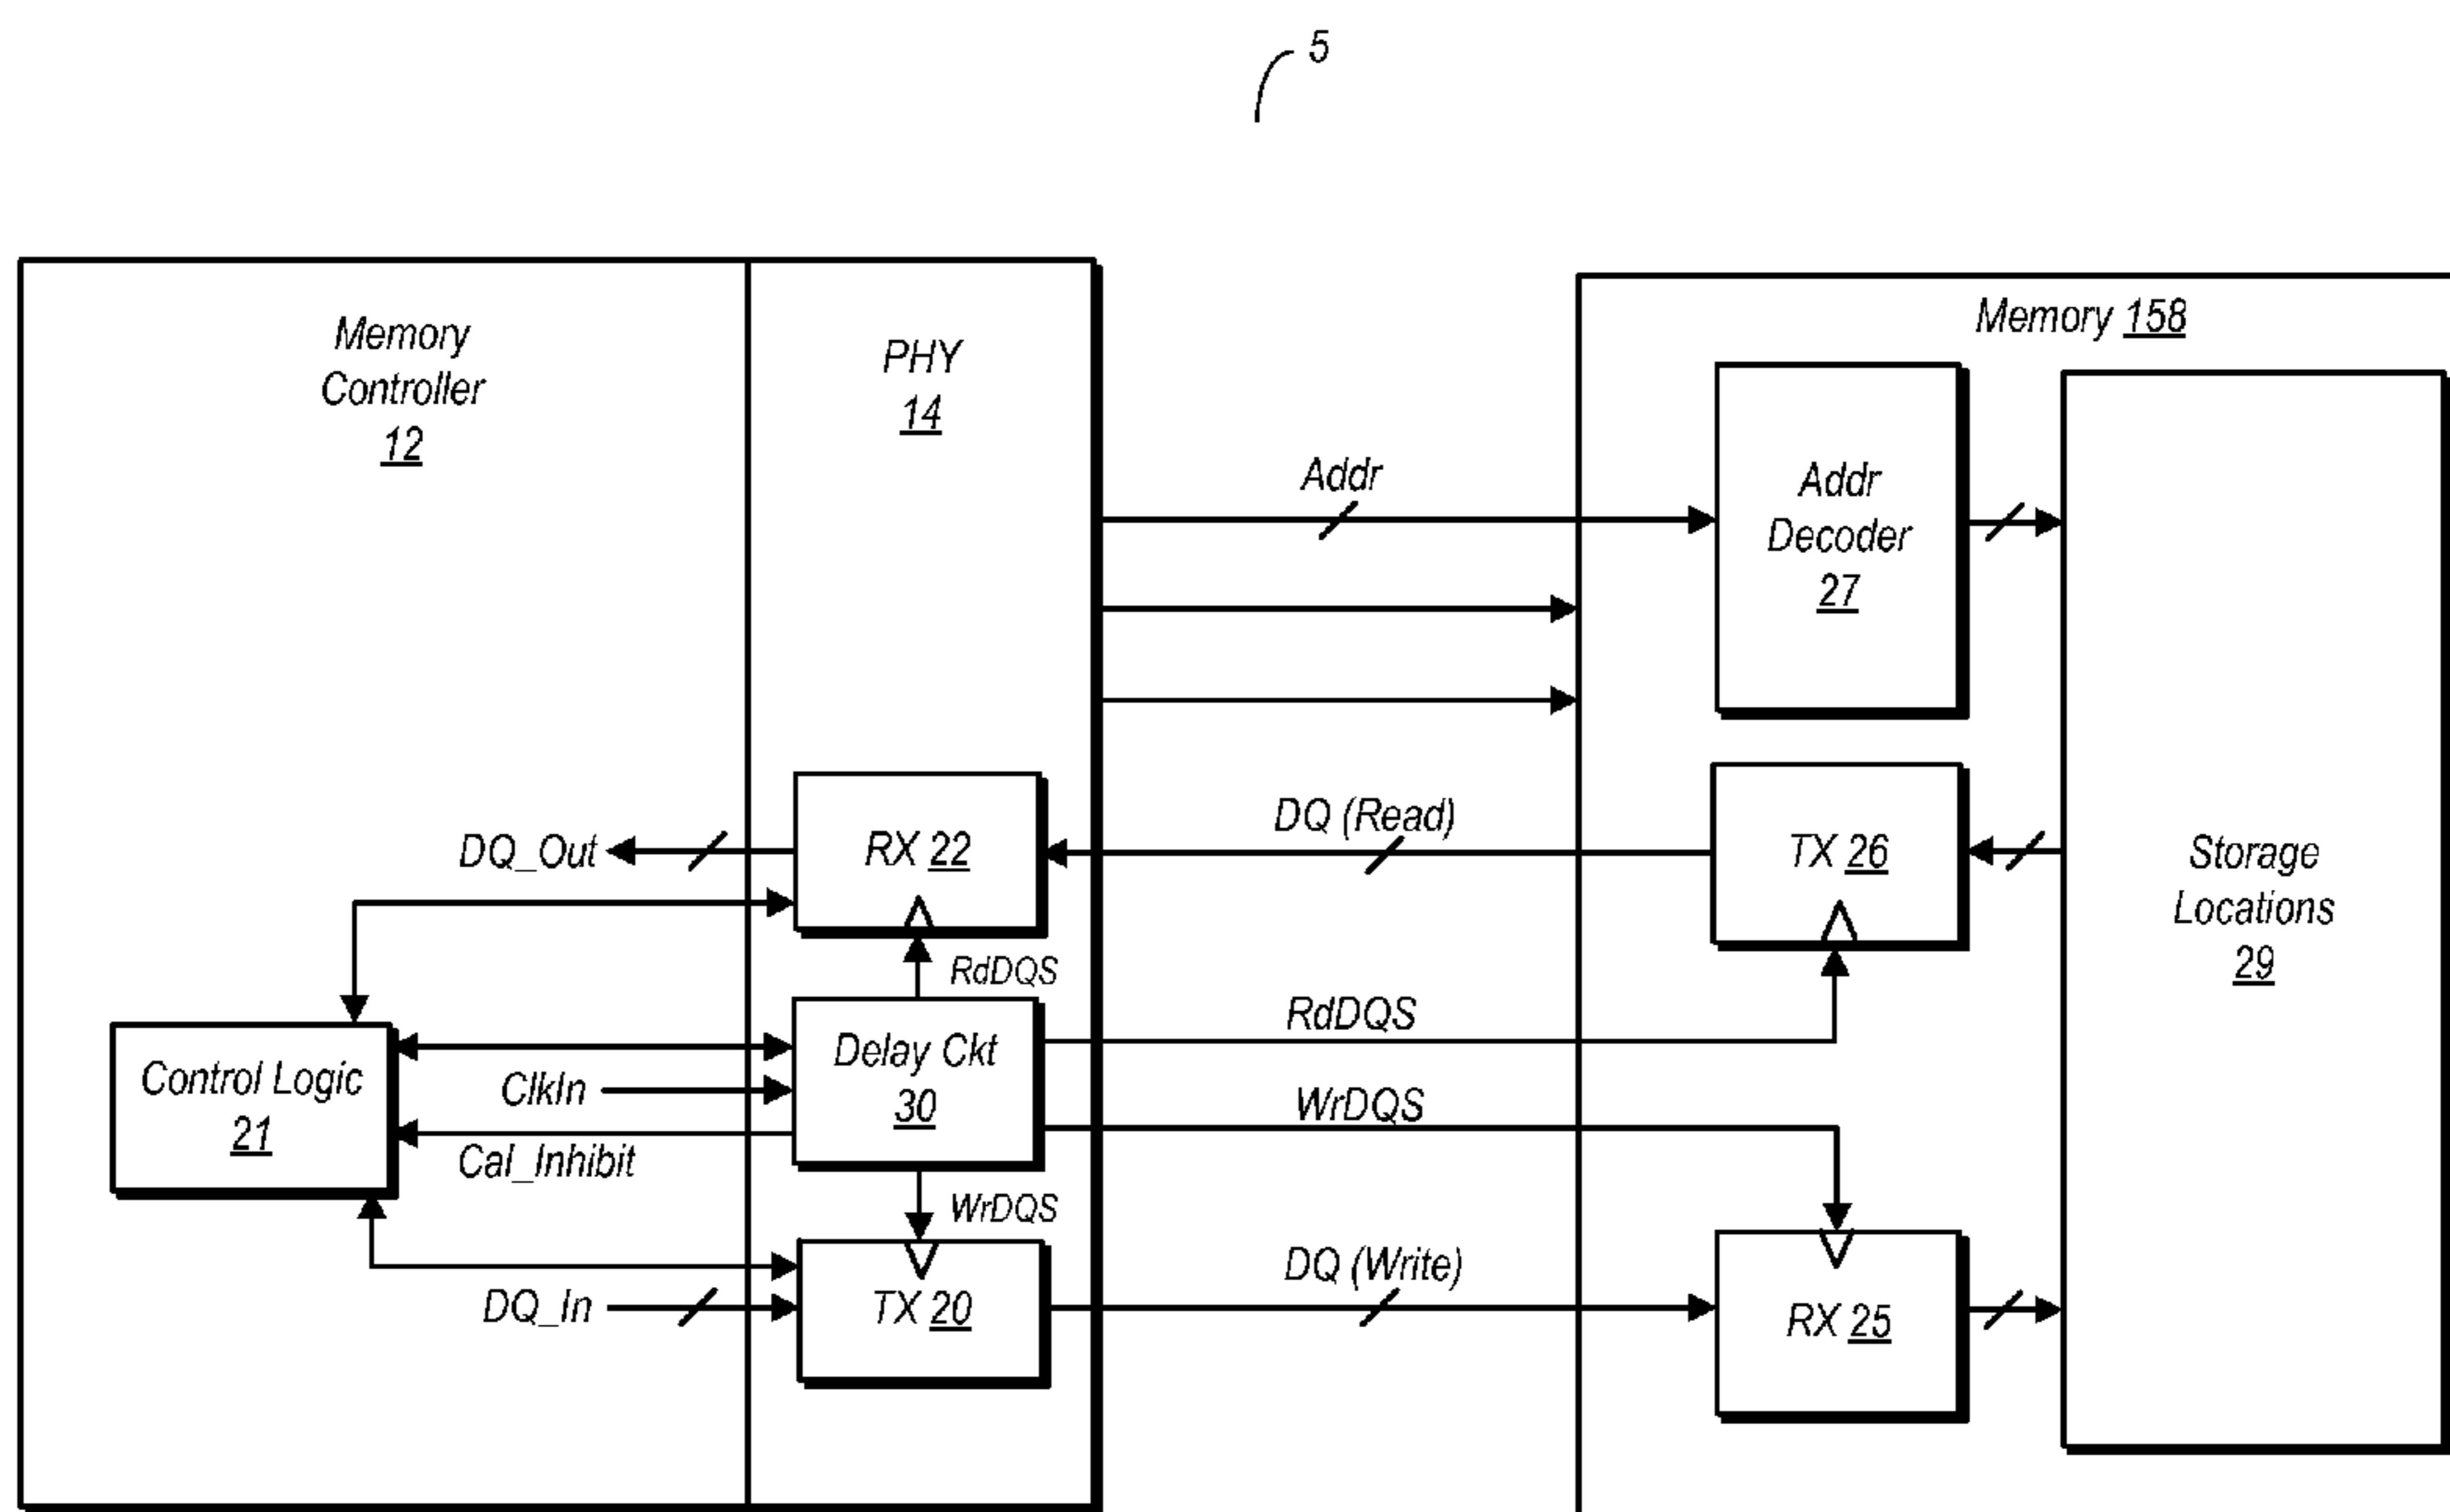 5
Memory
Controller
12
PHY
14
Memory 158
Addr
Addr
Decoder
27
DQ_Out
RX 22
DQ (Read)
TX 26
Storage
Locations
29
RdDQS
RdDQS
Control Logic
21
ClkIn
Cal_Inhibit
Delay Ckt
30
WrDQS
WrDQS
DQ_In
TX 20
DQ (Write)
RX 25